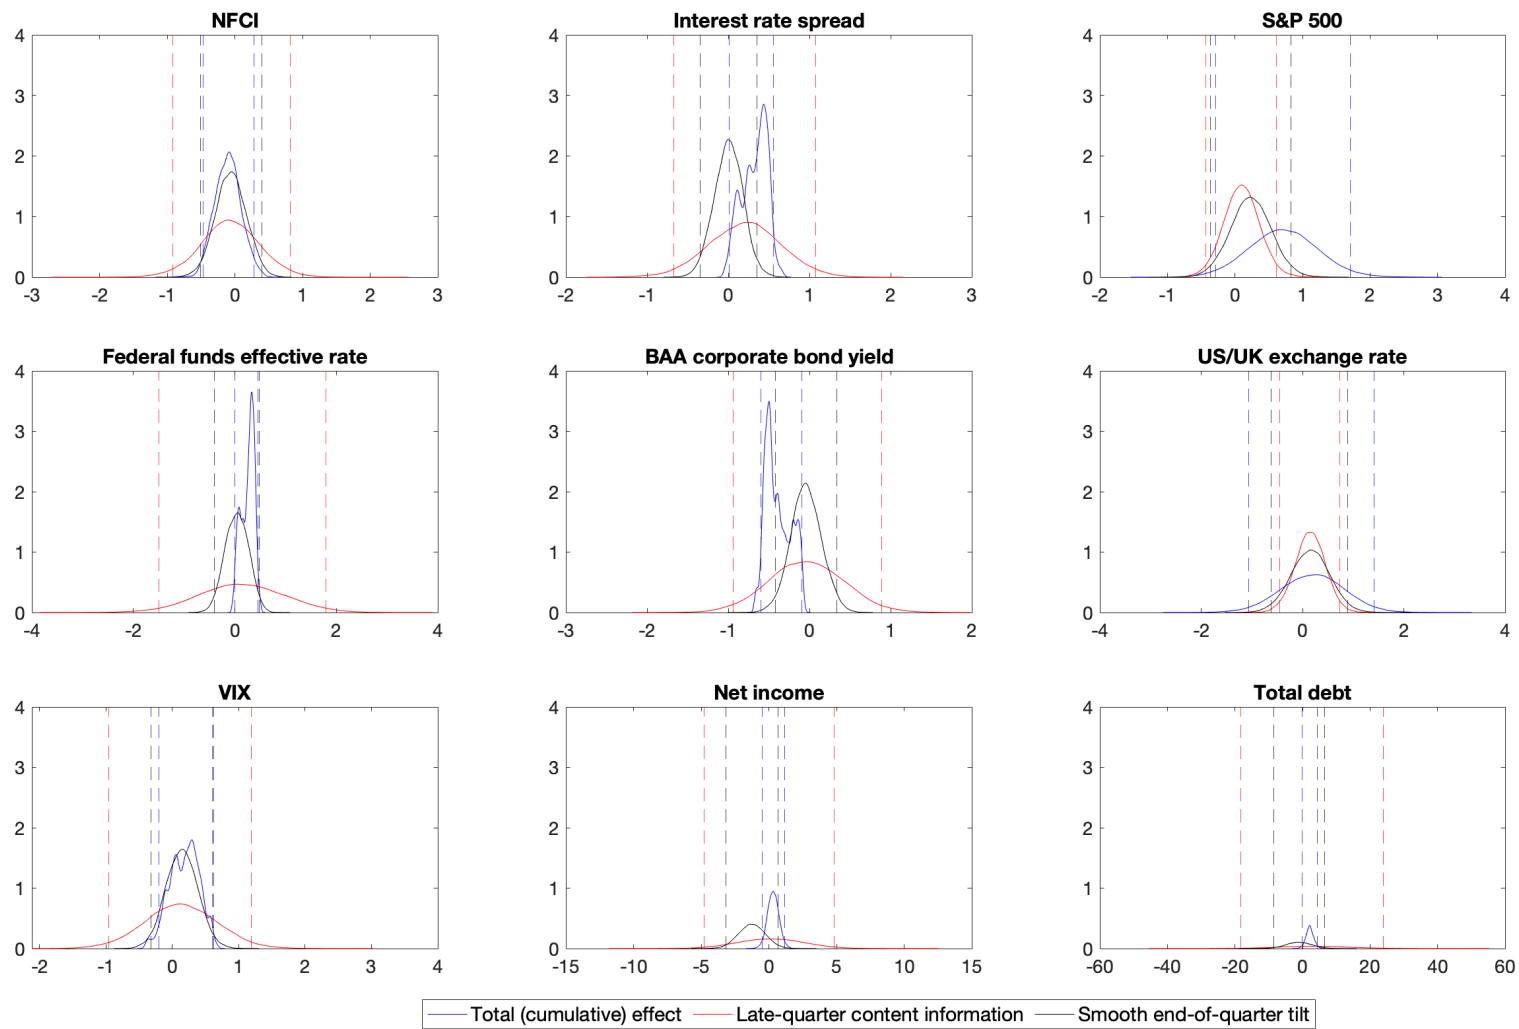 NFCI
4
3
2
1
0
-3 -2 -1 0 1 2 3
Interest rate spread
4
3
2
1
0
-3 -2 -1 0 1 2 3
S&P 500
4
3
2
1
0
-2 -1 0 1 2 3 4
Federal funds effective rate
4
3
2
1
0
-4 -2 0 2 4
BAA corporate bond yield
4
3
2
1
0
-3 -2 -1 0 1 2
US/UK exchange rate
4
3
2
1
0
-4 -2 0 2 4
VIX
4
3
2
1
0
-2 -1 0 1 2 3 4
Net income
4
3
2
1
0
-15 -10 -5 0 5 10 15
Total debt
4
3
2
1
0
-60 -40 -20 0 20 40 60
Total (cumulative) effect Late-quarter content information Smooth end-of-quarter tilt